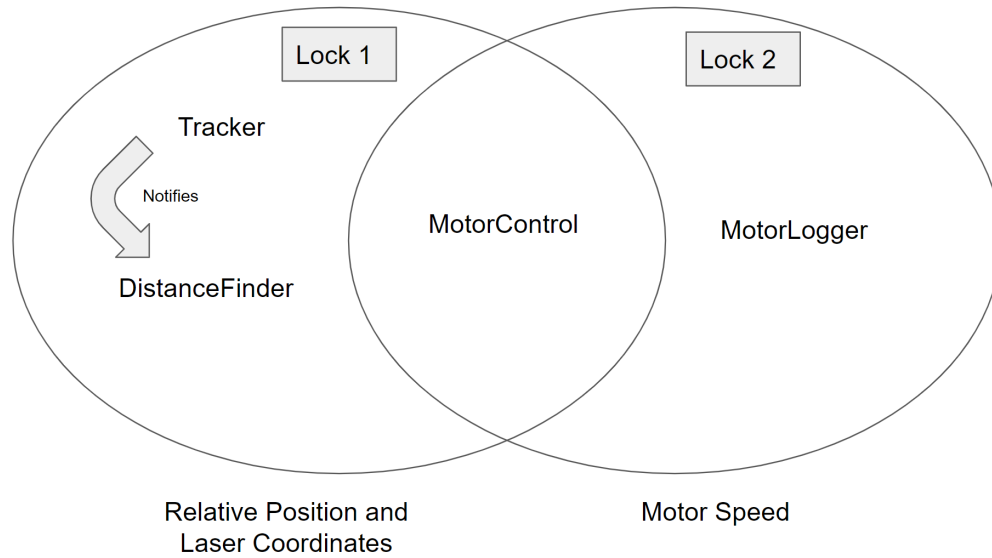 Lock 1
Lock 2
Tracker
Notifies
MotorControl
MotorLogger
DistanceFinder
Relative Position and
Laser Coordinates
Motor Speed